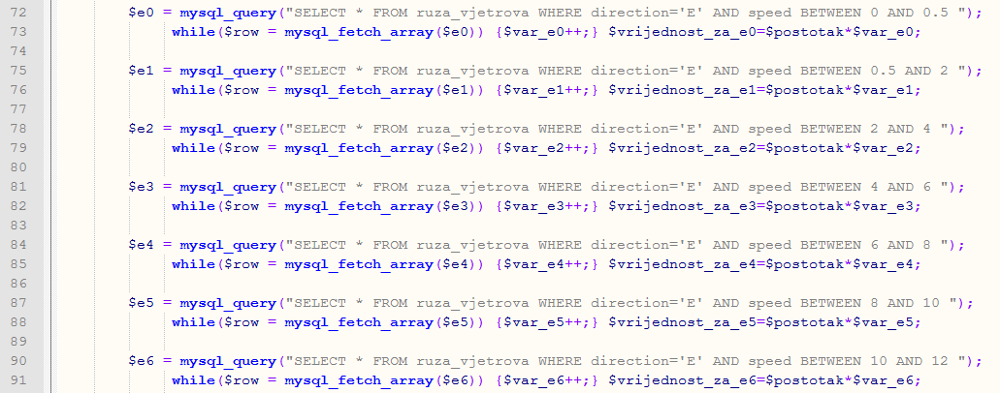 72 $e0 = mysql_query("SELECT * FROM ruza_vjetrova WHERE direction='E' AND speed BETWEEN 0 AND 0.5 ");
73 while($row = mysql_fetch_array($e0)) {$var_e0++;} $vrijednost_za_e0=$postotak*$var_e0;
74
75 $e1 = mysql_query("SELECT * FROM ruza_vjetrova WHERE direction='E' AND speed BETWEEN 0.5 AND 2 ");
76 while($row = mysql_fetch_array($e1)) {$var_e1++;} $vrijednost_za_e1=$postotak*$var_e1;
77
78 $e2 = mysql_query("SELECT * FROM ruza_vjetrova WHERE direction='E' AND speed BETWEEN 2 AND 4 ");
79 while($row = mysql_fetch_array($e2)) {$var_e2++;} $vrijednost_za_e2=$postotak*$var_e2;
80
81 $e3 = mysql_query("SELECT * FROM ruza_vjetrova WHERE direction='E' AND speed BETWEEN 4 AND 6 ");
82 while($row = mysql_fetch_array($e3)) {$var_e3++;} $vrijednost_za_e3=$postotak*$var_e3;
83
84 $e4 = mysql_query("SELECT * FROM ruza_vjetrova WHERE direction='E' AND speed BETWEEN 6 AND 8 ");
85 while($row = mysql_fetch_array($e4)) {$var_e4++;} $vrijednost_za_e4=$postotak*$var_e4;
86
87 $e5 = mysql_query("SELECT * FROM ruza_vjetrova WHERE direction='E' AND speed BETWEEN 8 AND 10 ");
88 while($row = mysql_fetch_array($e5)) {$var_e5++;} $vrijednost_za_e5=$postotak*$var_e5;
89
90 $e6 = mysql_query("SELECT * FROM ruza_vjetrova WHERE direction='E' AND speed BETWEEN 10 AND 12 ");
91 while($row = mysql_fetch_array($e6)) {$var_e6++;} $vrijednost_za_e6=$postotak*$var_e6;